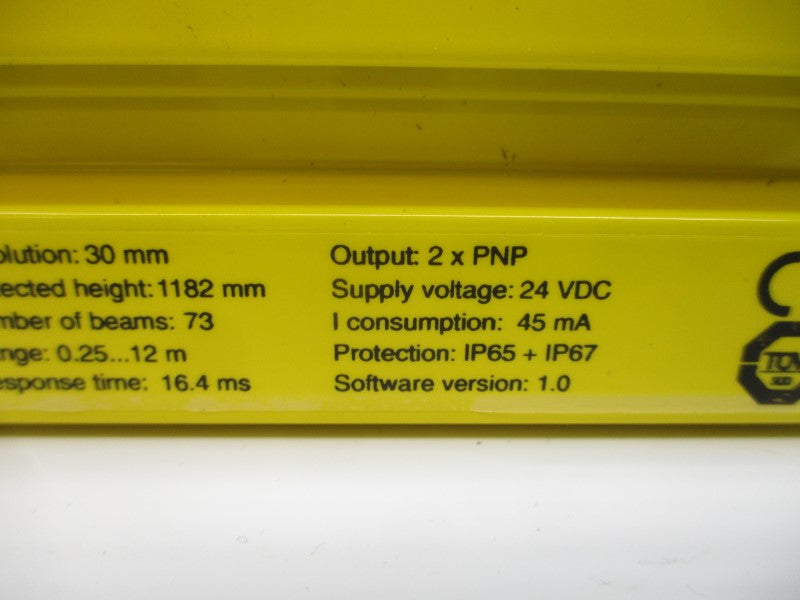 olution: 30 mm
ected height: 1182 mm
mber of beams: 73
nge: 0.25...12 m
esponse time: 16.4 ms
Output: 2 x PNP
Supply voltage: 24 VDC
I consumption: 45 mA
Protection: IP65 + IP67
Software version: 1.0
TÜV